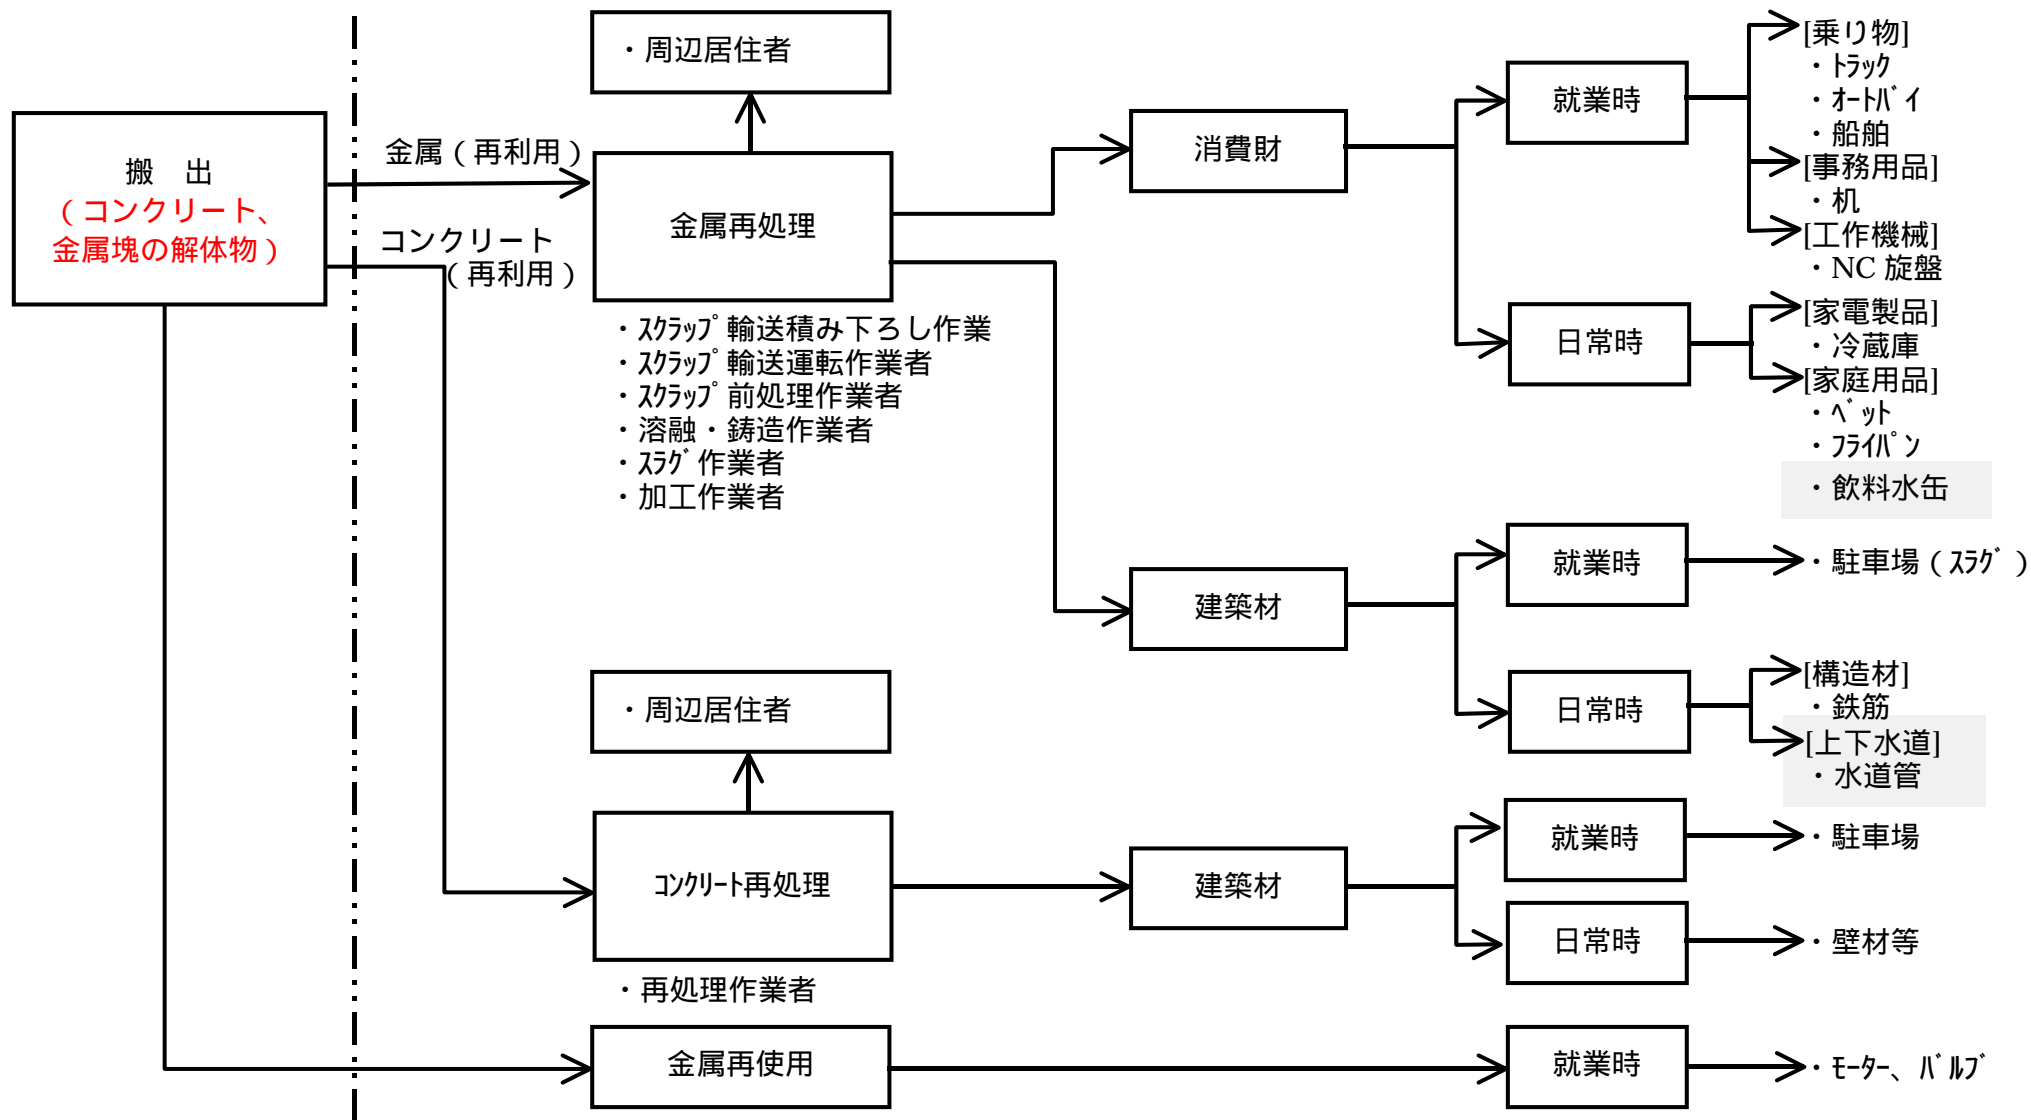 ・周辺居住者
搬　出
（コンクリート、
金属塊の解体物）
金属（再利用）
コンクリート
（再利用）
金属再処理
・ｽｸﾗｯﾌﾟ輸送積み下ろし作業
・ｽｸﾗｯﾌﾟ輸送運転作業者
・ｽｸﾗｯﾌﾟ前処理作業者
・溶融・鋳造作業者
・ｽﾗｸﾞ作業者
・加工作業者
消費財
就業時
[乗り物]
・ﾄﾗｯｸ
・ｵｰﾄﾊﾞｲ
・船舶
[事務用品]
・机
[工作機械]
・NC 旋盤
日常時
[家電製品]
・冷蔵庫
[家庭用品]
・ﾍﾞｯﾄ
・ﾌﾗｲﾊﾟﾝ
・飲料水缶
建築材
就業時
・駐車場（ｽﾗｸﾞ）
日常時
[構造材]
・鉄筋
[上下水道]
・水道管
・周辺居住者
ｺﾝｸﾘｰﾄ再処理
・再処理作業者
建築材
就業時
・駐車場
日常時
・壁材等
金属再使用
就業時
・ﾓｰﾀｰ、ﾊﾞﾙﾌﾞ